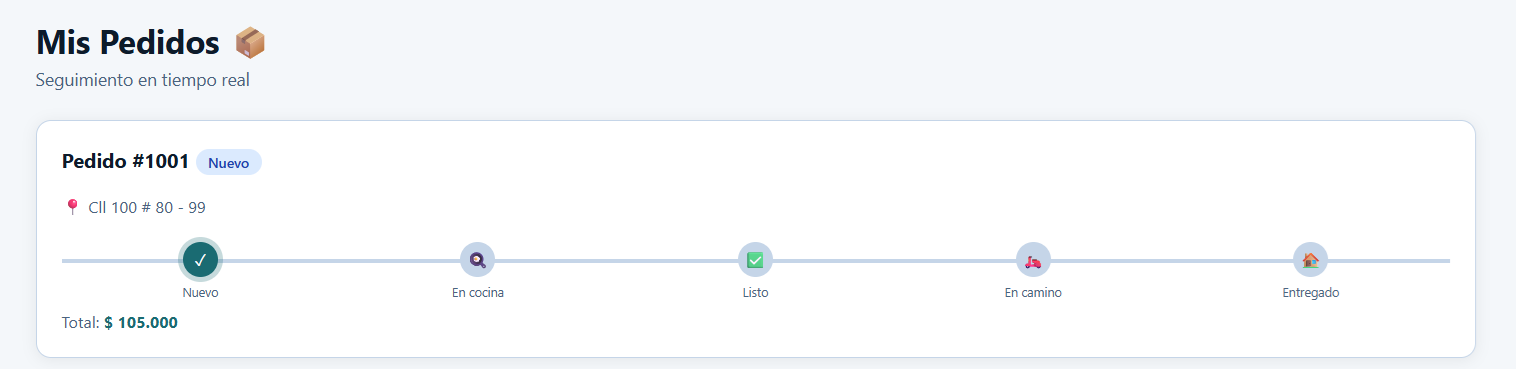 Mis Pedidos 📦
Seguimiento en tiempo real
Pedido #1001 Nuevo
📍 Cll 100 # 80 - 99
Nuevo En cocina Listo En camino Entregado
Total: $ 105.000